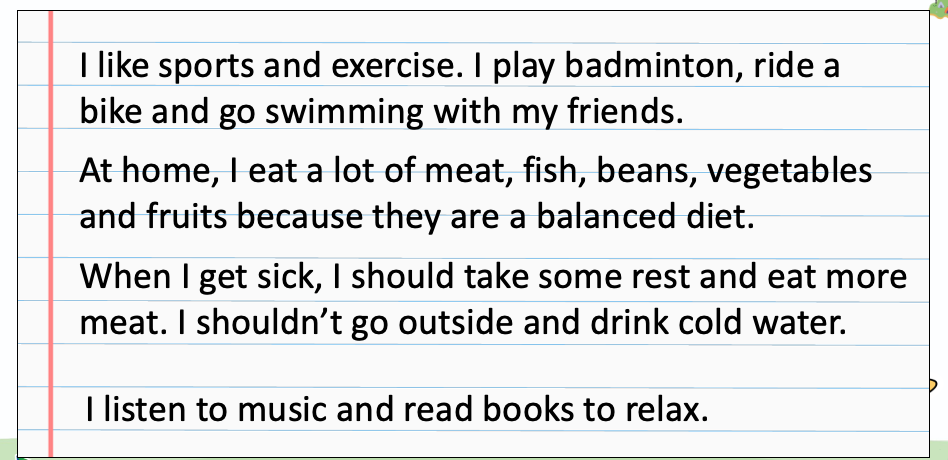 I like sports and exercise. I play badminton, ride a
bike and go swimming with my friends.
At home, I eat a lot of meat, fish, beans, vegetables
and fruits because they are a balanced diet.
When I get sick, I should take some rest and eat more
meat. I shouldn’t go outside and drink cold water.
I listen to music and read books to relax.